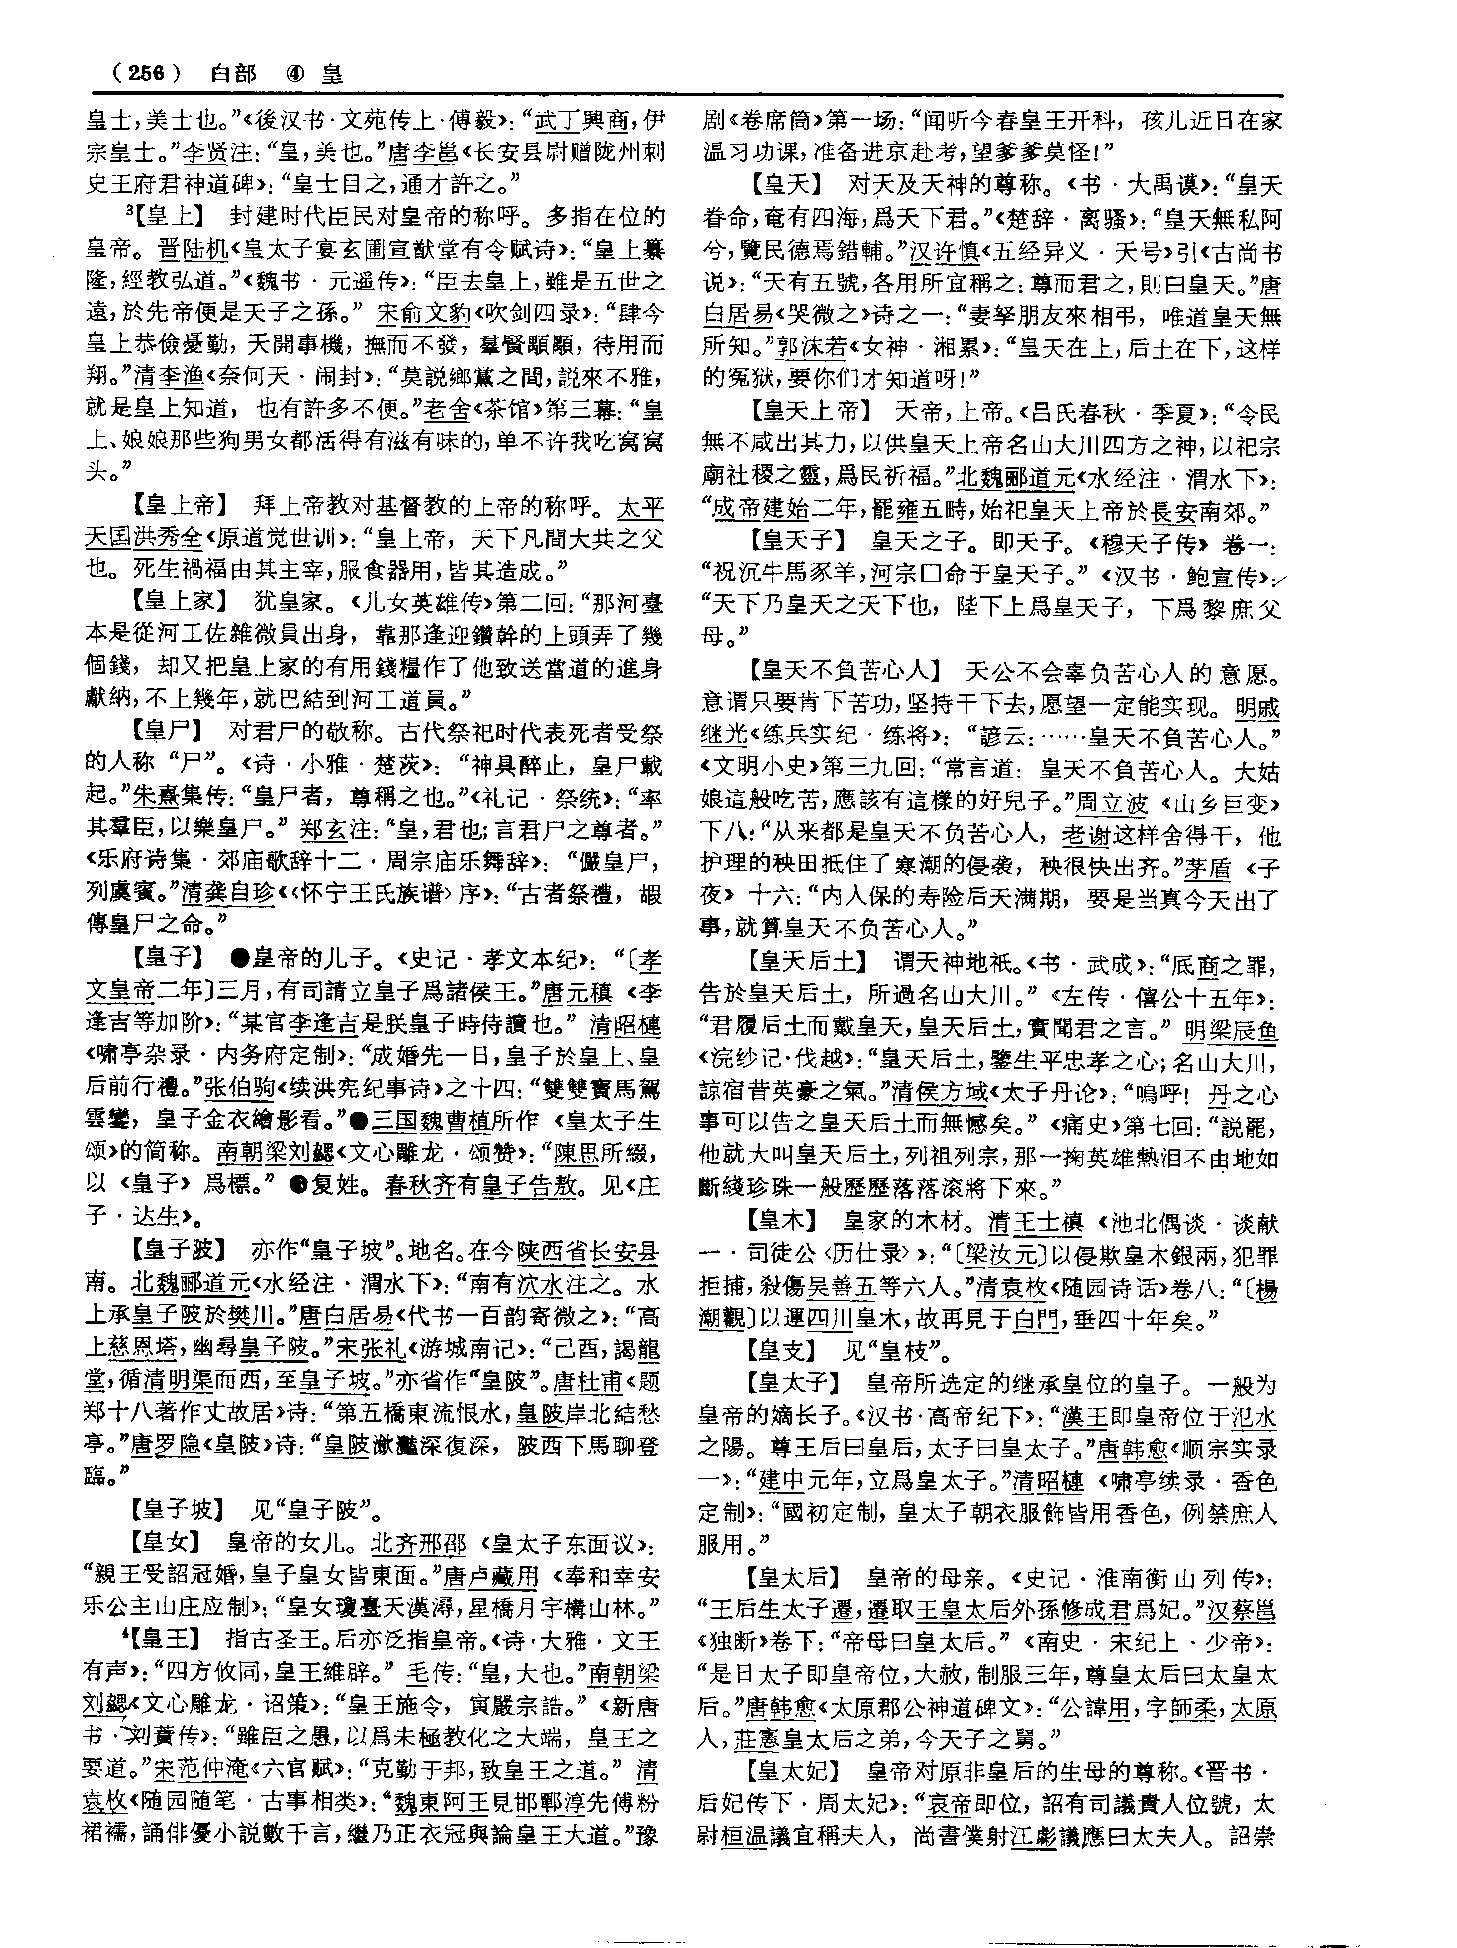 （256） 白部 ④ 皇
皇士，美士也。”《後汉书·文苑传上·傅毅》：“武丁興商，伊
宗皇士。”李贤注：“皇，美也。”唐李邕《长安县尉赠陇州刺
史王府君神道碑》：“皇士目之，通才許之。”
³【皇上】 封建时代臣民对皇帝的称呼。多指在位的
皇帝。晋陆机《皇太子宴玄圃宣猷堂有令赋诗》：“皇上纂
隆，經教弘道。”《魏书·元遥传》：“臣去皇上，雖是五世之
遠，於先帝便是天子之孫。” 宋俞文豹《吹剑四录》：“肆今
皇上恭儉憂勤，天開事機，撫而不發，羣賢顒顒，待用而
翔。”清李渔《奈何天·闹封》：“莫説鄉黨之間，説來不雅，
就是皇上知道，也有許多不便。”老舍《茶馆》第三幕：“皇
上、娘娘那些狗男女都活得有滋有味的，单不许我吃窝窝
头。”
【皇上帝】 拜上帝教对基督教的上帝的称呼。太平
天国洪秀全《原道觉世训》：“皇上帝，天下凡間大共之父
也。死生禍福由其主宰，服食器用，皆其造成。”
【皇上家】 犹皇家。《儿女英雄传》第二回：“那河臺
本是從河工佐雜微員出身，靠那逢迎鑽幹的上頭弄了幾
個錢，却又把皇上家的有用錢糧作了他致送當道的進身
獻納，不上幾年，就巴結到河工道員。”
【皇尸】 对君尸的敬称。古代祭祀时代表死者受祭
的人称“尸”。《诗·小雅·楚茨》：“神具醉止，皇尸載
起。”朱熹集传：“皇尸者，尊稱之也。”《礼记·祭统》：“率
其羣臣，以樂皇尸。” 郑玄注：“皇，君也；言君尸之尊者。”
《乐府诗集·郊庙歌辞十二·周宗庙乐舞辞》：“儼皇尸，
列虞賓。”清龚自珍《〈怀宁王氏族谱〉序》：“古者祭禮，嘏
傳皇尸之命。”
【皇子】 ●皇帝的儿子。《史记·孝文本纪》：“〔孝
文皇帝二年〕三月，有司請立皇子爲諸侯王。”唐元稹《李
逢吉等加阶》：“某官李逢吉是朕皇子時侍讀也。” 清昭槤
《啸亭杂录·内务府定制》：“成婚先一日，皇子於皇上、皇
后前行禮。”张伯驹《续洪宪纪事诗》之十四：“雙雙寶馬駕
雲軿，皇子金衣繪影看。”●三国魏曹植所作《皇太子生
颂》的简称。南朝梁刘勰《文心雕龙·颂赞》：“陳思所綴，
以《皇子》爲標。” ●复姓。春秋齐有皇子告敖。见《庄
子·达生》。
【皇子陂】 亦作“皇子坡”。地名。在今陕西省长安县
南。北魏郦道元《水经注·渭水下》：“南有沉水注之。水
上承皇子陂於樊川。”唐白居易《代书一百韵寄微之》：“高
上慈恩塔，幽尋皇子陂。”宋张礼《游城南记》：“己酉，謁龍
堂，循清明渠而西，至皇子坡。”亦省作“皇陂”。唐杜甫《题
郑十八著作丈故居》诗：“第五橋東流恨水，皇陂岸北結愁
亭。”唐罗隐《皇陂》诗：“皇陂潋灩深復深，陂西下馬聊登
臨。”
【皇子坡】 见“皇子陂”。
【皇女】 皇帝的女儿。北齐邢邵《皇太子东面议》：
“親王受詔冠婚，皇子皇女皆東面。”唐卢藏用《奉和幸安
乐公主山庄应制》：“皇女瓊臺天漢潯，星橋月宇構山林。”
⁴【皇王】 指古圣王。后亦泛指皇帝。《诗·大雅·文王
有声》：“四方攸同，皇王維辟。” 毛传：“皇，大也。”南朝梁
刘勰《文心雕龙·诏策》：“皇王施令，寅嚴宗誥。”《新唐
书·刘蕡传》：“雖臣之愚，以爲未極教化之大端，皇王之
要道。”宋范仲淹《六官赋》：“克勤于邦，致皇王之道。” 清
袁枚《随园随笔·古事相类》：“魏東阿王見邯鄲淳先傅粉
裙襦，誦俳優小説數千言，繼乃正衣冠與論皇王大道。”豫
剧《卷席筒》第一场：“闻听今春皇王开科，孩儿近日在家
温习功课，准备进京赴考，望爹爹莫怪！”
【皇天】 对天及天神的尊称。《书·大禹谟》：“皇天
眷命，奄有四海，爲天下君。”《楚辞·离骚》：“皇天無私阿
兮，覽民德焉錯輔。”汉许慎《五经异义·天号》引《古尚书
说》：“天有五號，各用所宜稱之：尊而君之，則曰皇天。”唐
白居易《哭微之》诗之一：“妻孥朋友來相弔，唯道皇天無
所知。”郭沫若《女神·湘累》：“皇天在上，后土在下，这样
的冤狱，要你们才知道呀！”
【皇天上帝】 天帝，上帝。《吕氏春秋·季夏》：“令民
無不咸出其力，以供皇天上帝名山大川四方之神，以祀宗
廟社稷之靈，爲民祈福。”北魏郦道元《水经注·渭水下》：
“成帝建始二年，罷雍五畤，始祀皇天上帝於長安南郊。”
【皇天子】 皇天之子。即天子。《穆天子传》卷一：
“祝沉牛馬豕羊，河宗囗命于皇天子。”《汉书·鲍宣传》：
“天下乃皇天之天下也，陛下上爲皇天子，下爲黎庶父
母。”
【皇天不負苦心人】 天公不会辜负苦心人的意愿。
意谓只要肯下苦功，坚持干下去，愿望一定能实现。明戚
继光《练兵实纪·练将》：“諺云：……皇天不負苦心人。”
《文明小史》第三九回：“常言道：皇天不負苦心人。大姑
娘這般吃苦，應該有這樣的好兒子。”周立波《山乡巨变》
下八：“从来都是皇天不负苦心人，老谢这样舍得干，他
护理的秧田抵住了寒潮的侵袭，秧很快出齐。”茅盾《子
夜》十六：“内人保的寿险后天满期，要是当真今天出了
事，就算皇天不负苦心人。”
【皇天后土】 谓天神地祇。《书·武成》：“厎商之罪，
告於皇天后土，所過名山大川。”《左传·僖公十五年》：
“君履后土而戴皇天，皇天后土，實聞君之言。” 明梁辰鱼
《浣纱记·伐越》：“皇天后土，鑒生平忠孝之心；名山大川，
諒宿昔英豪之氣。”清侯方域《太子丹论》：“嗚呼！丹之心
事可以告之皇天后土而無憾矣。”《痛史》第七回：“説罷，
他就大叫皇天后土，列祖列宗，那一掬英雄熱泪不由地如
斷綫珍珠一般歷歷落落滚將下來。”
【皇木】 皇家的木材。清王士禛《池北偶谈·谈献
一·司徒公〈历仕录〉》：“〔梁汝元〕以侵欺皇木銀兩，犯罪
拒捕，殺傷吴善五等六人。”清袁枚《随园诗话》卷八：“〔楊
潮觀〕以運四川皇木，故再見于白門，垂四十年矣。”
【皇支】 见“皇枝”。
【皇太子】 皇帝所选定的继承皇位的皇子。一般为
皇帝的嫡长子。《汉书·高帝纪下》：“漢王即皇帝位于汜水
之陽。尊王后曰皇后，太子曰皇太子。”唐韩愈《顺宗实录
一》：“建中元年，立爲皇太子。”清昭槤《啸亭续录·香色
定制》：“國初定制，皇太子朝衣服飾皆用香色，例禁庶人
服用。”
【皇太后】 皇帝的母亲。《史记·淮南衡山列传》：
“王后生太子遷，遷取王皇太后外孫修成君爲妃。”汉蔡邕
《独断》卷下：“帝母曰皇太后。”《南史·宋纪上·少帝》：
“是日太子即皇帝位，大赦，制服三年，尊皇太后曰太皇太
后。”唐韩愈《太原郡公神道碑文》：“公諱用，字師柔，太原
人，莊憲皇太后之弟，今天子之舅。”
【皇太妃】 皇帝对原非皇后的生母的尊称。《晋书·
后妃传下·周太妃》：“哀帝即位，詔有司議貴人位號，太
尉桓温議宜稱夫人，尚書僕射江虨議應曰太夫人。詔崇